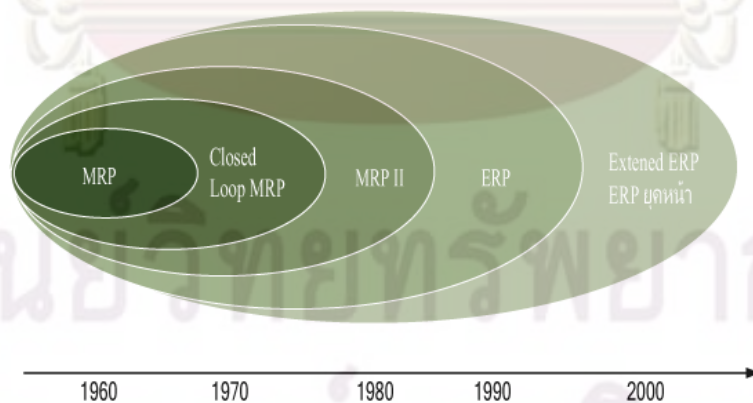 MRP
Closed
Loop MRP
MRP II
ERP
Extened ERP
ERP ยุคหน้า
1960
1970
1980
1990
2000